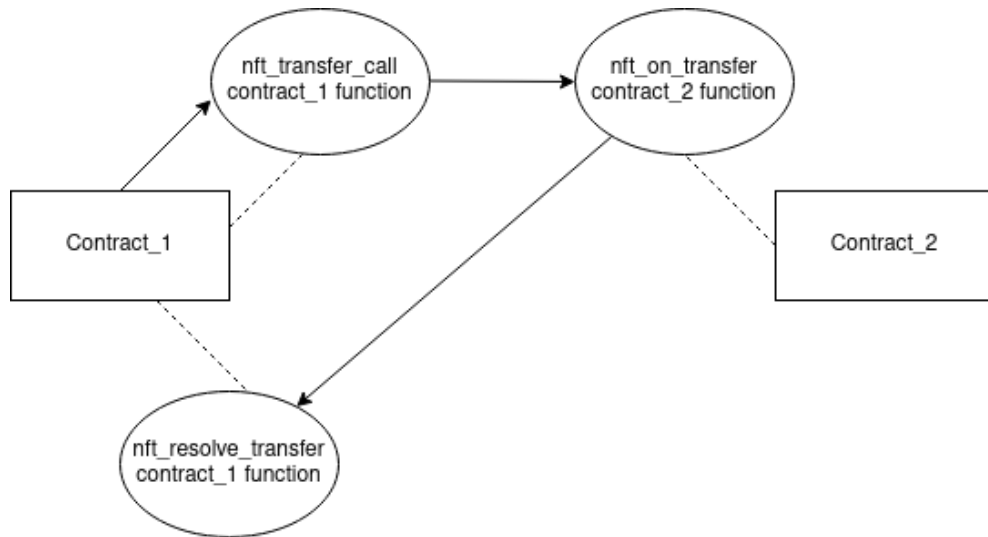 nft_transfer_call
contract_1 function
nft_on_transfer
contract_2 function
Contract_1
Contract_2
nft_resolve_transfer
contract_1 function